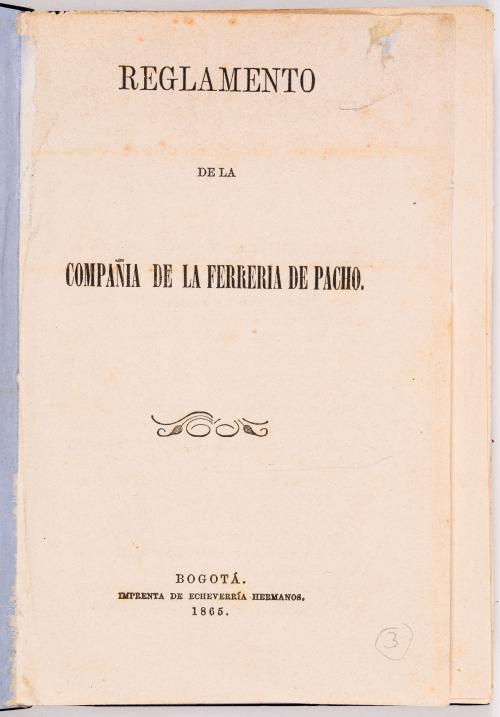 REGLAMENTO
DE LA
COMPAÑIA DE LA FERRERIA DE PACHO.
BOGOTÁ.
IMPRENTA DE ECHEVERRÍA HERMANOS.
1865.
3